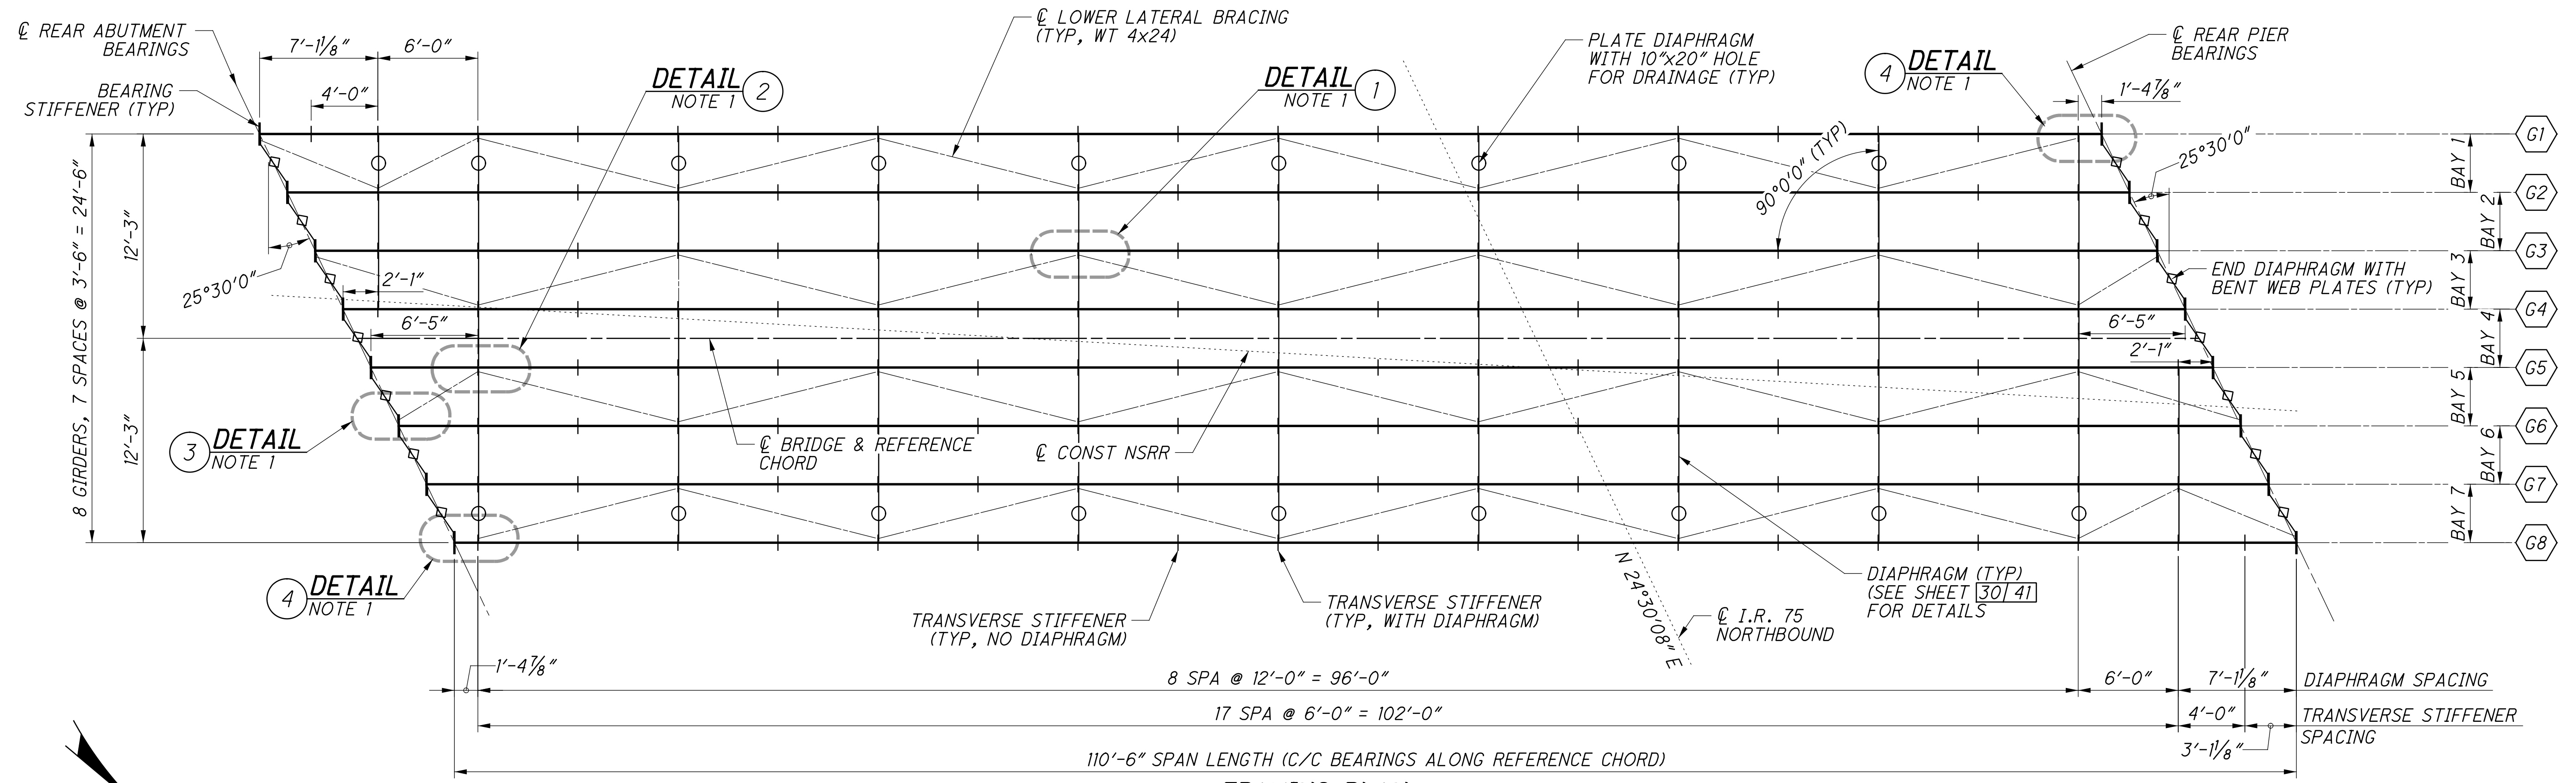 ℄ REAR ABUTMENT
BEARINGS
7'-1⅛"
6'-0"
℄ LOWER LATERAL BRACING
(TYP, WT 4x24)
PLATE DIAPHRAGM
WITH 10"x20" HOLE
FOR DRAINAGE (TYP)
℄ REAR PIER
BEARINGS
BEARING
STIFFENER (TYP)
4'-0"
DETAIL
NOTE 1
2
DETAIL
NOTE 1
1
4
DETAIL
NOTE 1
1'-4⅞"
25°30'0"
90°0'0" (TYP)
8 GIRDERS, 7 SPACES @ 3'-6" = 24'-6"
12'-3"
12'-3"
25°30'0"
2'-1"
6'-5"
END DIAPHRAGM WITH
BENT WEB PLATES (TYP)
6'-5"
2'-1"
BAY 1
BAY 2
BAY 3
BAY 4
BAY 5
BAY 6
BAY 7
G1
G2
G3
G4
G5
G6
G7
G8
3
DETAIL
NOTE 1
℄ BRIDGE & REFERENCE
CHORD
℄ CONST NSRR
4
DETAIL
NOTE 1
TRANSVERSE STIFFENER
(TYP, NO DIAPHRAGM)
TRANSVERSE STIFFENER
(TYP, WITH DIAPHRAGM)
N 24°30'08" E
℄ I.R. 75
NORTHBOUND
DIAPHRAGM (TYP)
(SEE SHEET 30/41
FOR DETAILS
1'-4⅞"
8 SPA @ 12'-0" = 96'-0"
6'-0"
7'-1⅛"
DIAPHRAGM SPACING
17 SPA @ 6'-0" = 102'-0"
4'-0"
TRANSVERSE STIFFENER
SPACING
3'-1⅛"
110'-6" SPAN LENGTH (C/C BEARINGS ALONG REFERENCE CHORD)